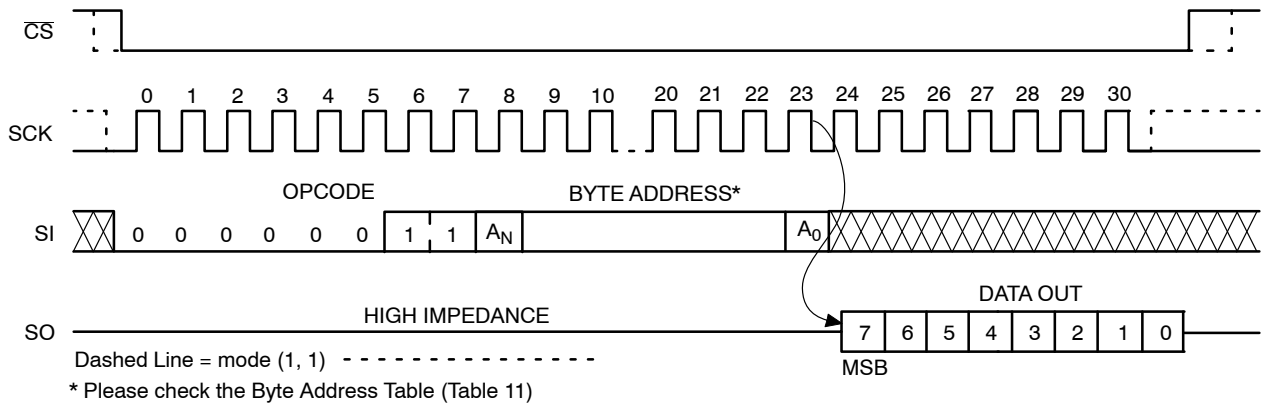 CS
0 1 2 3 4 5 6 7 8 9 10 20 21 22 23 24 25 26 27 28 29 30
SCK
OPCODE BYTE ADDRESS*
SI 0 0 0 0 0 0 1 1 AN A0
DATA OUT
HIGH IMPEDANCE
SO 7 6 5 4 3 2 1 0
Dashed Line = mode (1, 1)
MSB
* Please check the Byte Address Table (Table 11)